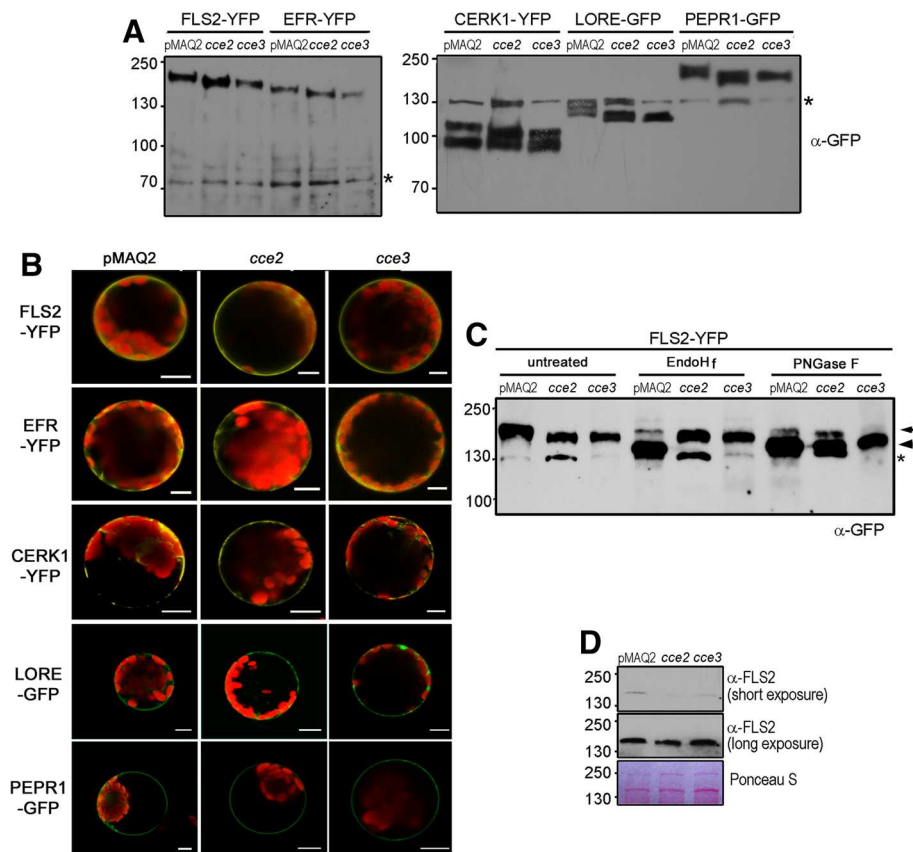 A
FLS2-YFP EFR-YFP
pMAQ2 cce2 cce3 pMAQ2 cce2 cce3
250
130
100
70
*
CERK1-YFP LORE-GFP PEPR1-GFP
pMAQ2 cce2 cce3 pMAQ2 cce2 cce3 pMAQ2 cce2 cce3
250
130
100
70
*
α-GFP
B
pMAQ2 cce2 cce3
FLS2
-YFP
EFR
-YFP
CERK1
-YFP
LORE
-GFP
PEPR1
-GFP
C
FLS2-YFP
untreated EndoHf PNGase F
pMAQ2 cce2 cce3 pMAQ2 cce2 cce3 pMAQ2 cce2 cce3
250
130
100
*
α-GFP
D
pMAQ2 cce2 cce3
250
130
α-FLS2
(short exposure)
250
130
α-FLS2
(long exposure)
250
130
Ponceau S